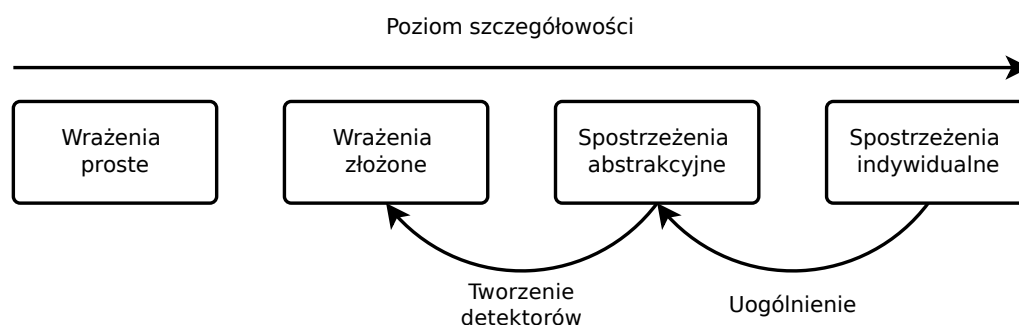 Poziom szczegółowości
Wrażenia
proste
Wrażenia
złożone
Spostrzeżenia
abstrakcyjne
Spostrzeżenia
indywidualne
Tworzenie
detektorów
Uogólnienie